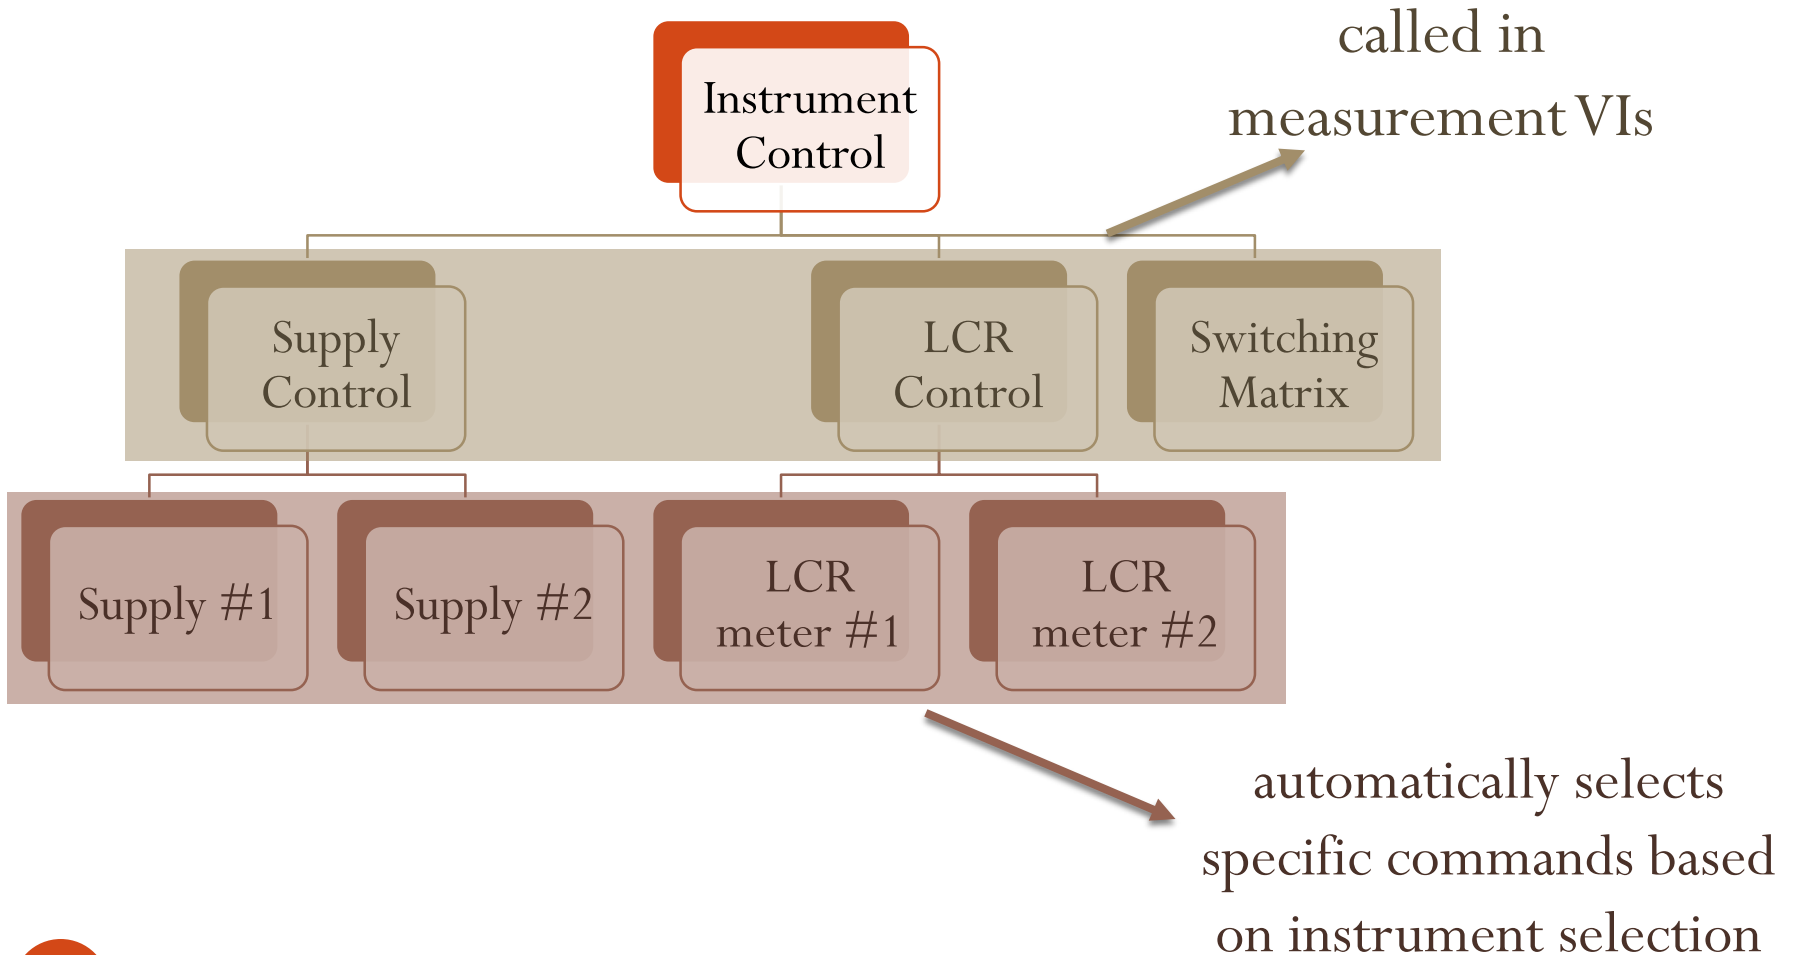 called in
measurement VIs
Instrument
Control
Supply
Control
LCR
Control
Switching
Matrix
Supply #1
Supply #2
LCR
meter #1
LCR
meter #2
automatically selects
specific commands based
on instrument selection